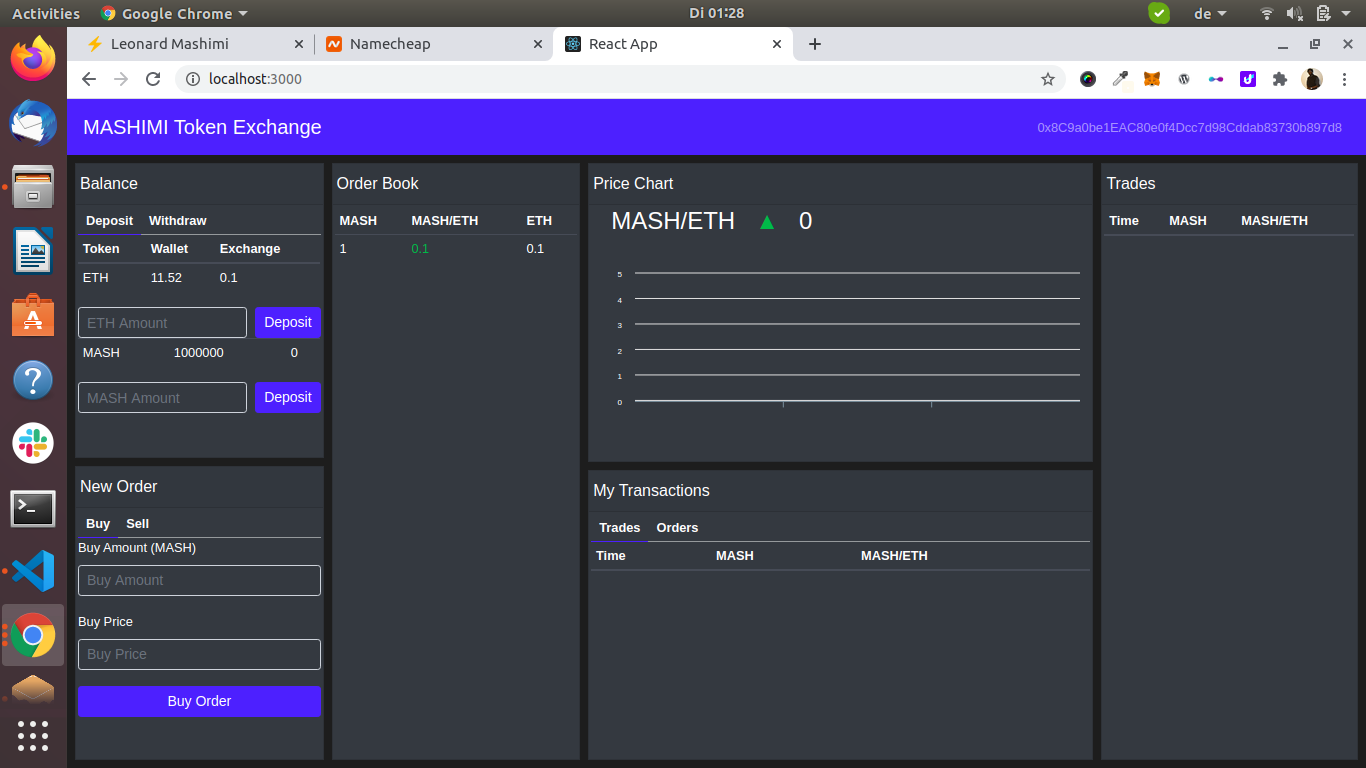 Activities Google Chrome Di 01:28 de
Leonard Mashimi Namecheap React App
localhost:3000
MASHIMI Token Exchange 0x8C9a0be1EAC80e0f4Dcc7d98Cddab83730b897d8
Balance
Deposit Withdraw
Token Wallet Exchange
ETH 11.52 0.1
ETH Amount Deposit
MASH 1000000 0
MASH Amount Deposit
New Order
Buy Sell
Buy Amount (MASH)
Buy Amount
Buy Price
Buy Price
Buy Order
Order Book
MASH MASH/ETH ETH
1 0.1 0.1
Price Chart
MASH/ETH ▲ 0
5
4
3
2
1
0
My Transactions
Trades Orders
Time MASH MASH/ETH
Trades
Time MASH MASH/ETH